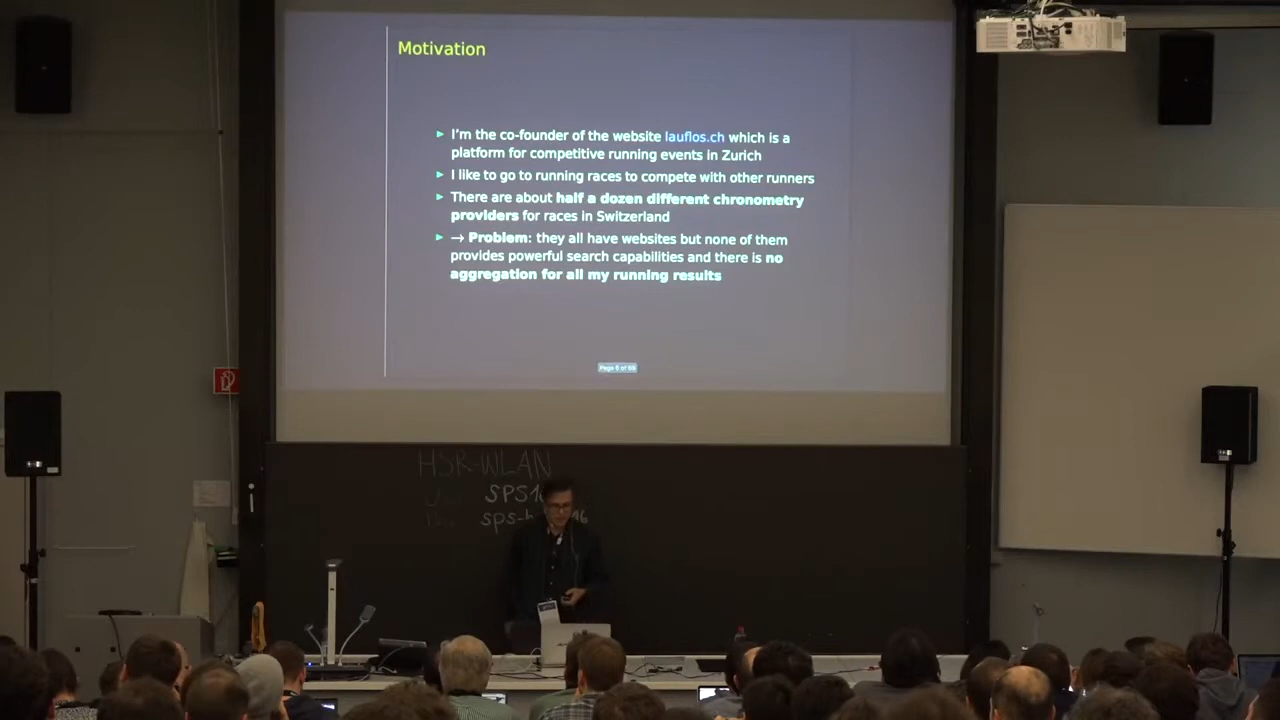 Motivation
I'm the co-founder of the website lauflos.ch which is a
platform for competitive running events in Zurich
I like to go to running races to compete with other runners
There are about half a dozen different chronometry
providers for races in Switzerland
→ Problem: they all have websites but none of them
provides powerful search capabilities and there is no
aggregation for all my running results
HSR-WLAN